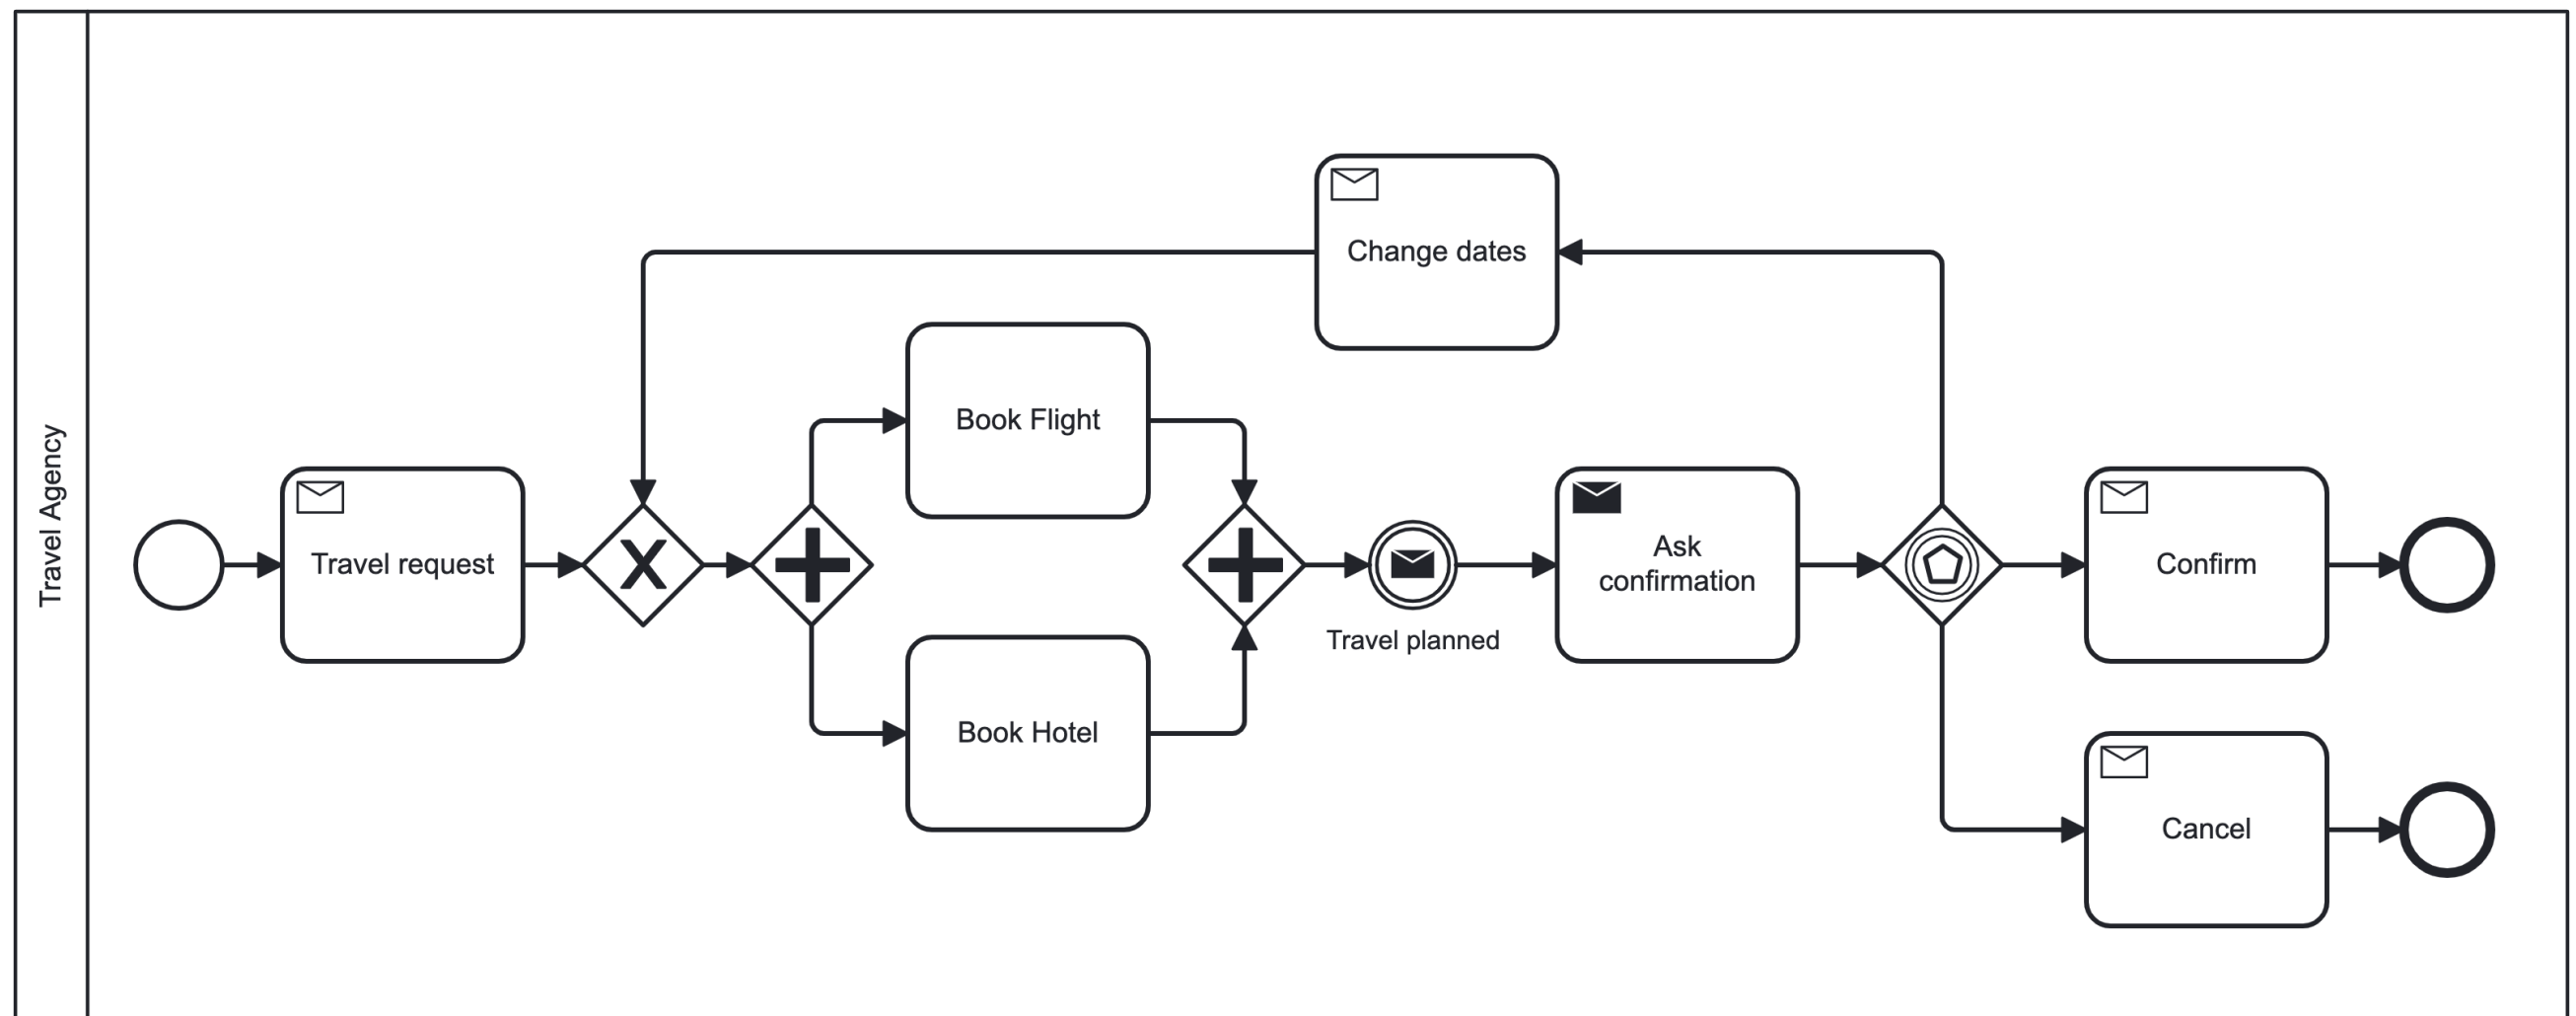 Travel Agency
Change dates
Book Flight
Travel request
Ask
confirmation
Confirm
Travel planned
Book Hotel
Cancel